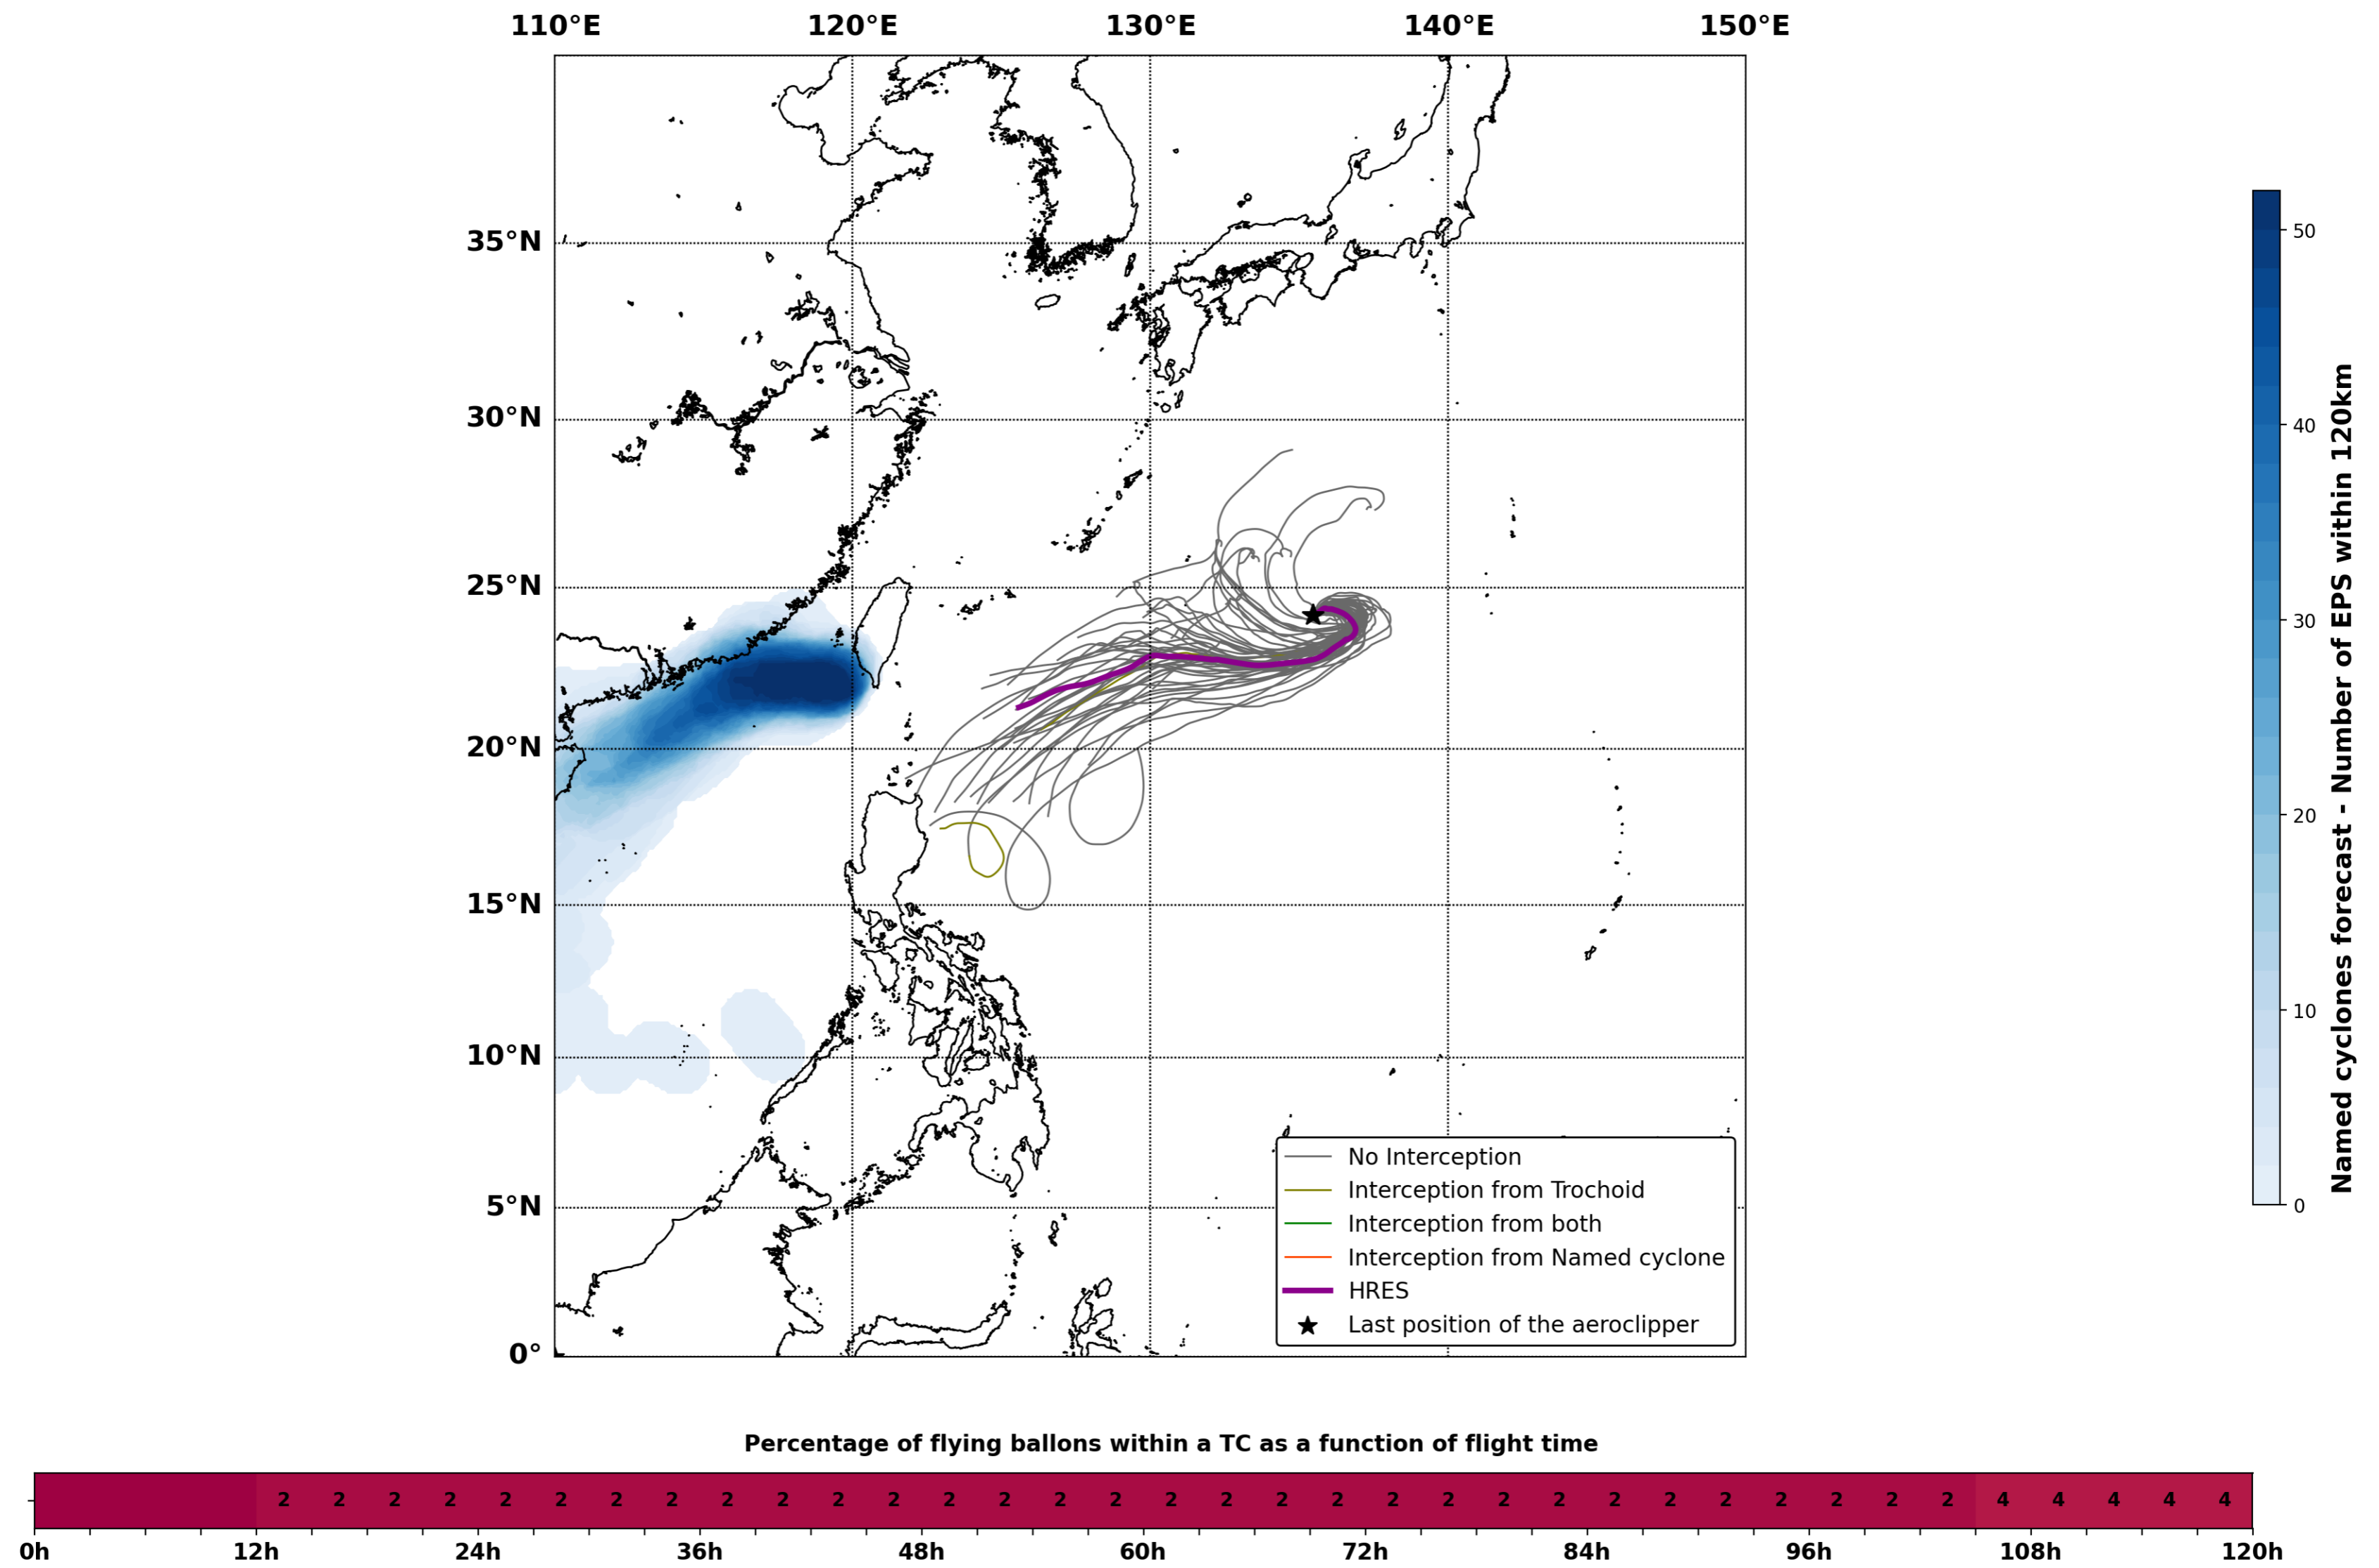 110°E 120°E 130°E 140°E 150°E
35°N
30°N
25°N
20°N
15°N
10°N
5°N
0°
No Interception
Interception from Trochoid
Interception from both
Interception from Named cyclone
HRES
Last position of the aeroclipper
50
40
30
20
10
0
Named cyclones forecast - Number of EPS within 120km
Percentage of flying ballons within a TC as a function of flight time
2 2 2 2 2 2 2 2 2 2 2 2 2 2 2 2 2 2 2 2 2 2 2 2 2 2 2 2 2 2 2 4 4 4 4 4
0h 12h 24h 36h 48h 60h 72h 84h 96h 108h 120h